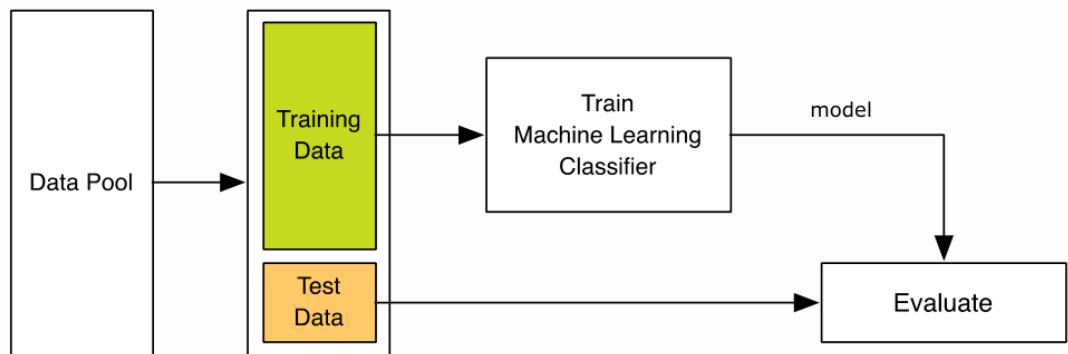 Data Pool
Training
Data
Test
Data
Train
Machine Learning
Classifier
model
Evaluate